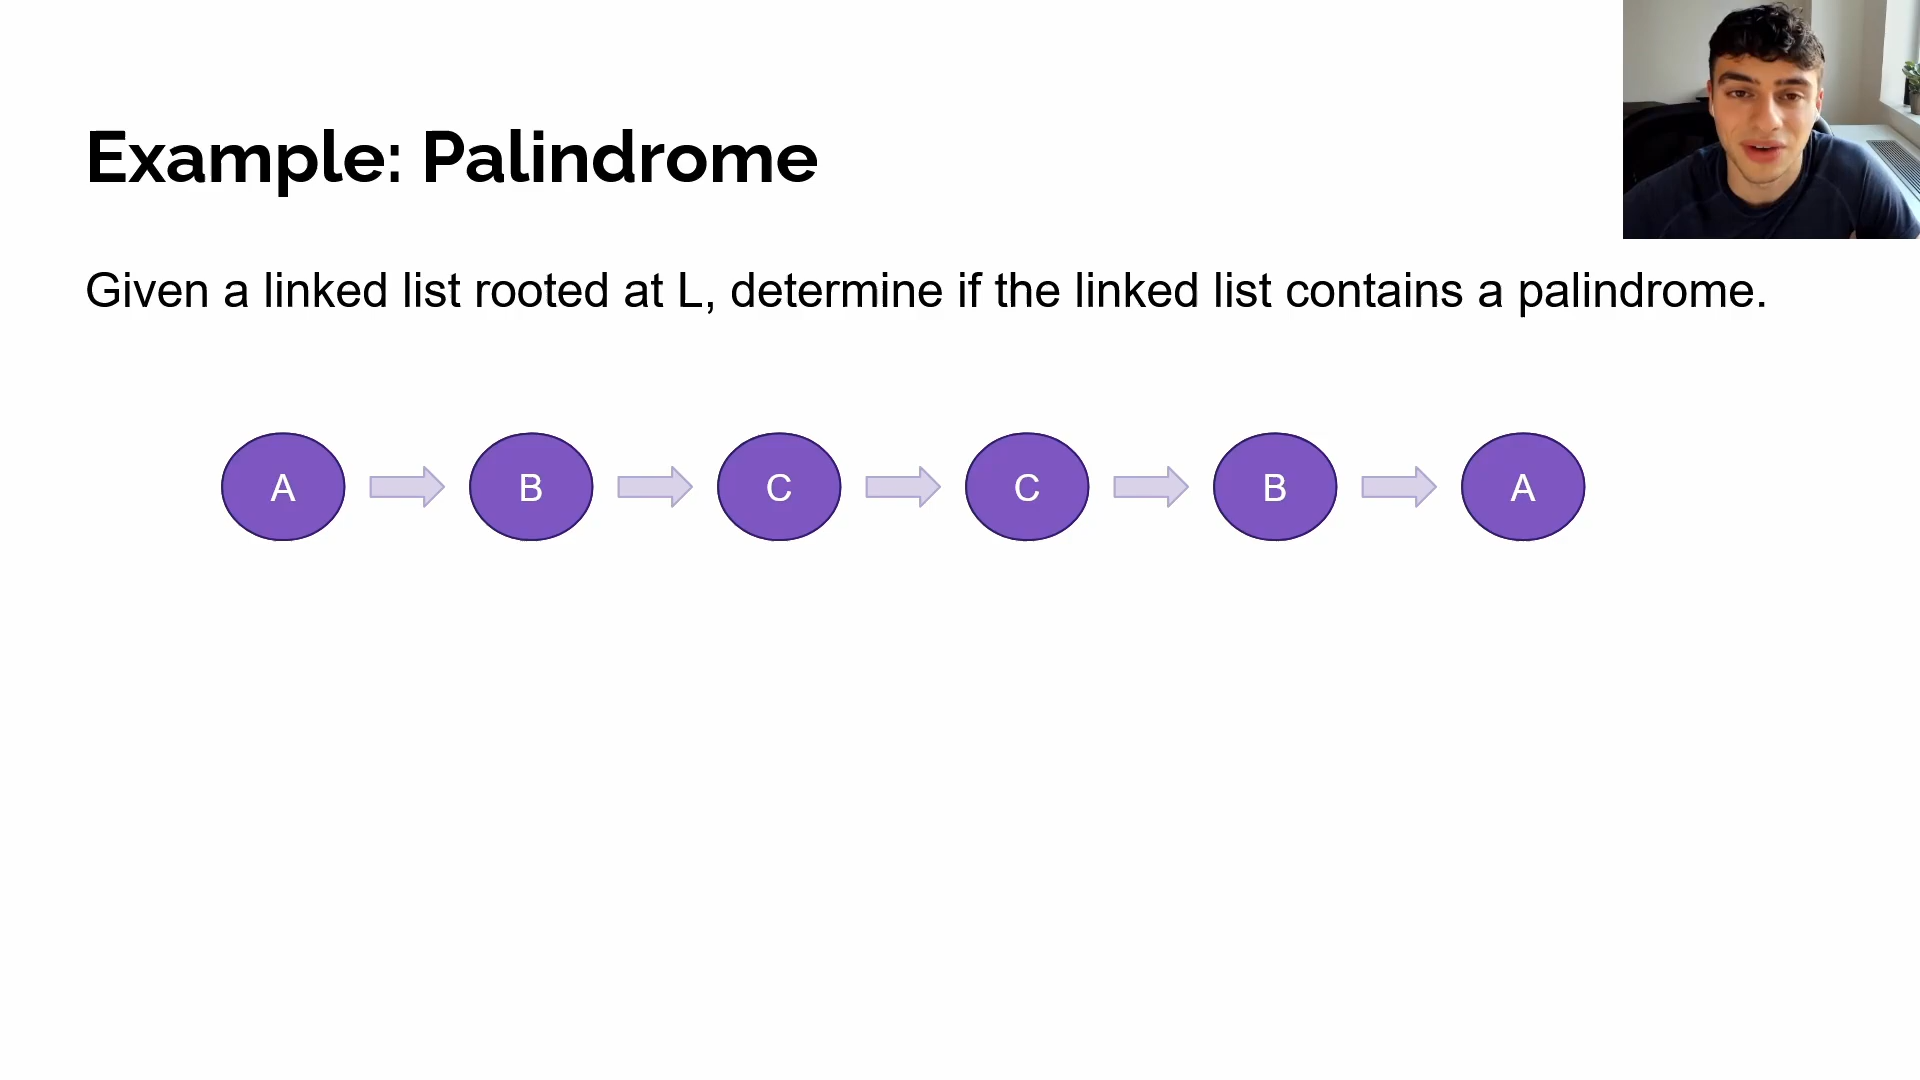 Example: Palindrome
Given a linked list rooted at L, determine if the linked list contains a palindrome.
A B C C B A